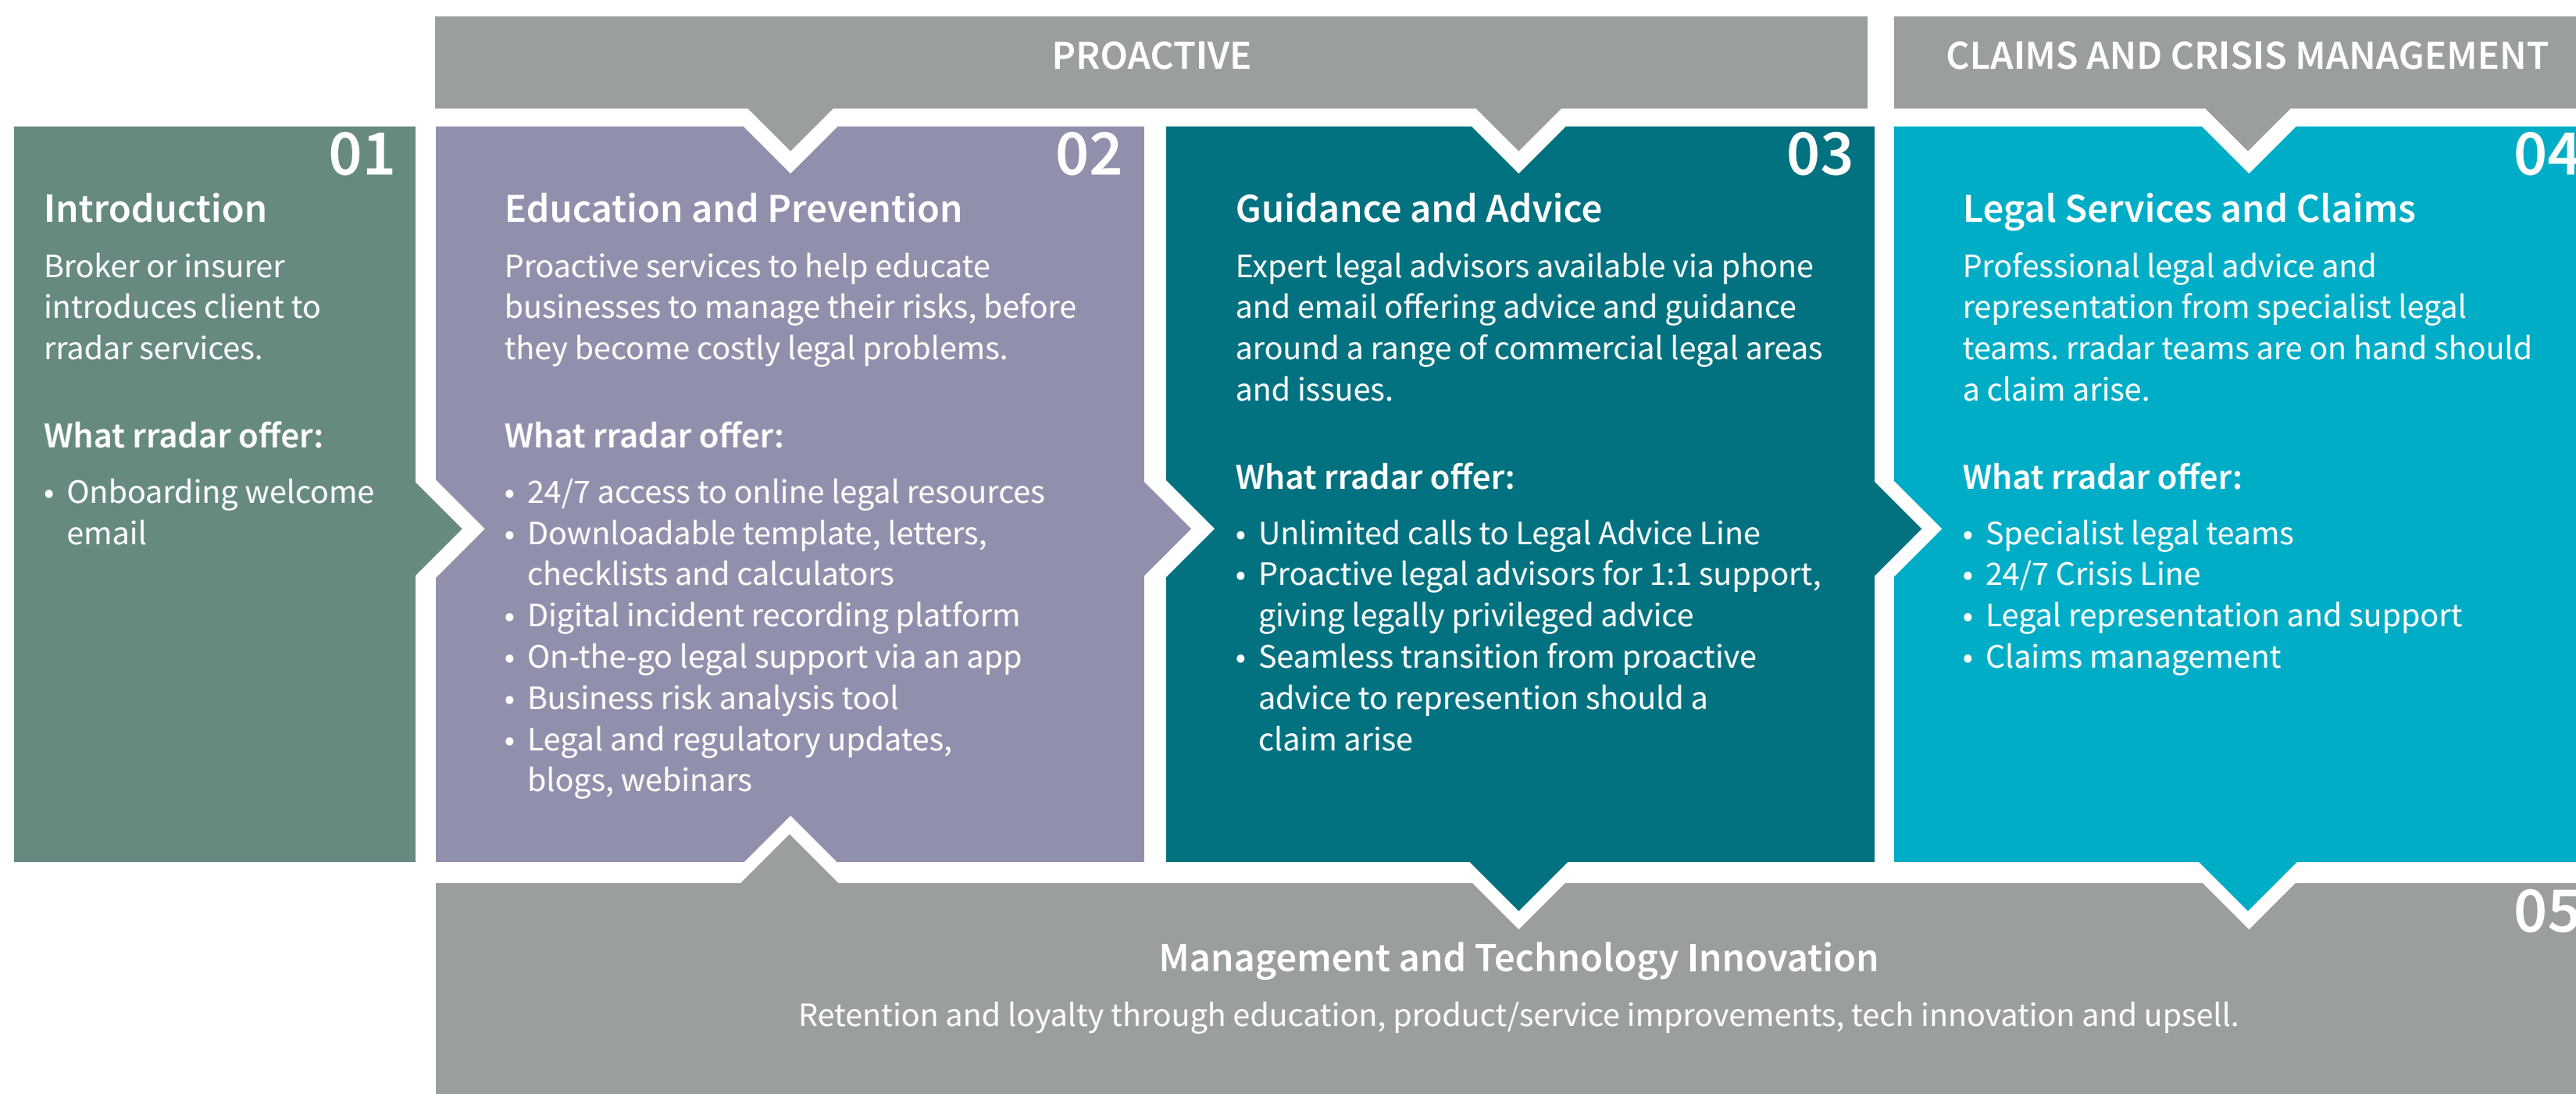 PROACTIVE
CLAIMS AND CRISIS MANAGEMENT
01
Introduction
Broker or insurer
introduces client to
rradar services.
What rradar offer:
• Onboarding welcome
email
02
Education and Prevention
Proactive services to help educate
businesses to manage their risks, before
they become costly legal problems.
What rradar offer:
• 24/7 access to online legal resources
• Downloadable template, letters,
checklists and calculators
• Digital incident recording platform
• On-the-go legal support via an app
• Business risk analysis tool
• Legal and regulatory updates,
blogs, webinars
03
Guidance and Advice
Expert legal advisors available via phone
and email offering advice and guidance
around a range of commercial legal areas
and issues.
What rradar offer:
• Unlimited calls to Legal Advice Line
• Proactive legal advisors for 1:1 support,
giving legally privileged advice
• Seamless transition from proactive
advice to represention should a
claim arise
04
Legal Services and Claims
Professional legal advice and
representation from specialist legal
teams. rradar teams are on hand should
a claim arise.
What rradar offer:
• Specialist legal teams
• 24/7 Crisis Line
• Legal representation and support
• Claims management
05
Management and Technology Innovation
Retention and loyalty through education, product/service improvements, tech innovation and upsell.